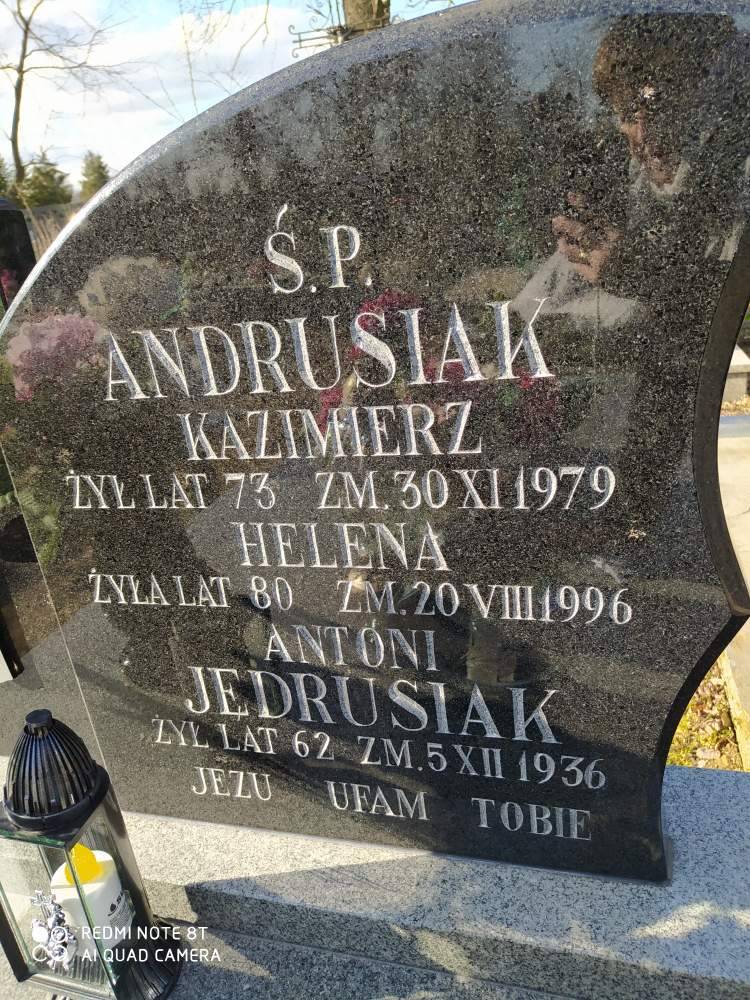 Ś.P.
ANDRUSIAK
KAZIMIERZ
ŻYŁ LAT 73 ZM. 30 XI 1979
HELENA
ŻYŁA LAT 80 ZM. 20 VIII 1996
ANTONI
JĘDRUSIAK
ŻYŁ LAT 62 ZM. 5 XII 1936
JEZU UFAM TOBIE
REDMI NOTE 8T
AI QUAD CAMERA